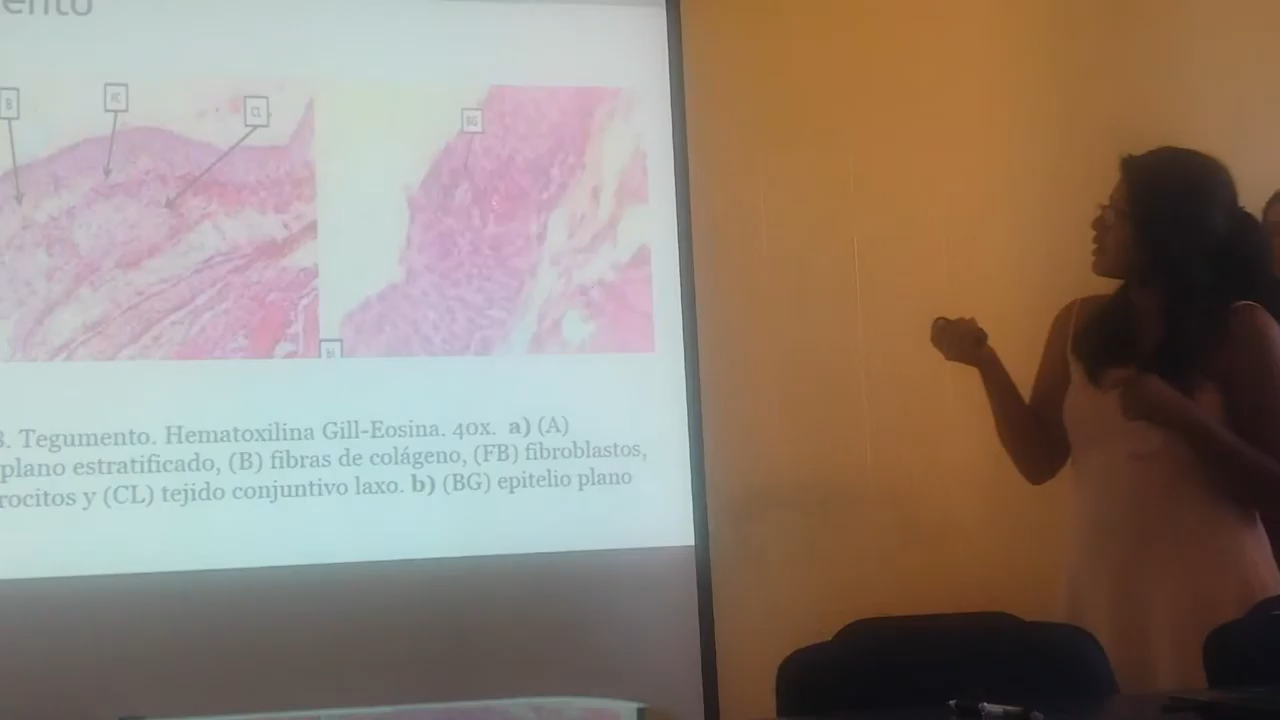 ento
B
FC
CL
BG
b)
3. Tegumento. Hematoxilina Gill-Eosina. 40x. a) (A)
plano estratificado, (B) fibras de colágeno, (FB) fibroblastos,
rocitos y (CL) tejido conjuntivo laxo. b) (BG) epitelio plano